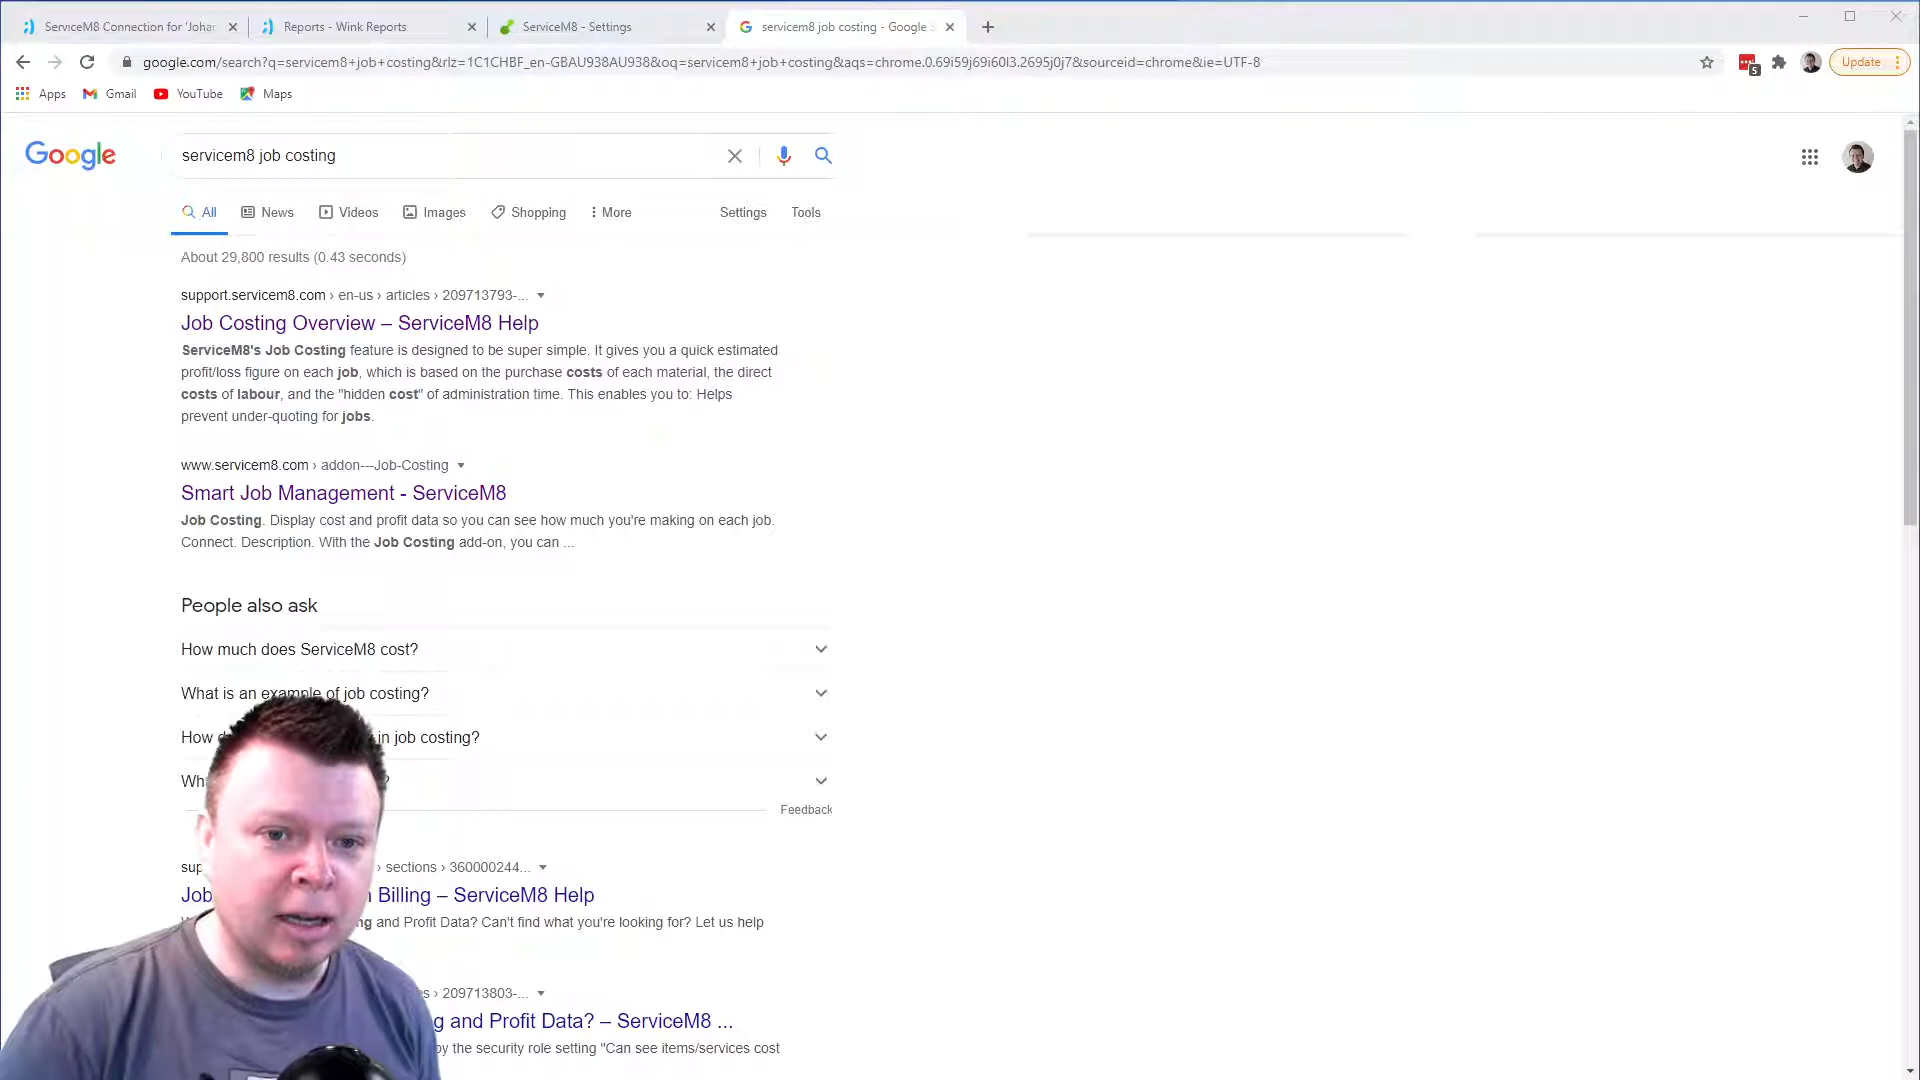 ServiceM8 Connection for 'Johar
Reports - Wink Reports
ServiceM8 - Settings
servicem8 job costing - Google S
google.com/search?q=servicem8+job+costing&rlz=1C1CHBF_en-GBAU938AU938&oq=servicem8+job+costing&aqs=chrome.0.69i59j69i60l3.2695j0j7&sourceid=chrome&ie=UTF-8
5
Update
Apps
Gmail
YouTube
Maps
Google
servicem8 job costing
All
News
Videos
Images
Shopping
More
Settings
Tools
About 29,800 results (0.43 seconds)
support.servicem8.com › en-us › articles › 209713793-...
Job Costing Overview – ServiceM8 Help
ServiceM8's Job Costing feature is designed to be super simple. It gives you a quick estimated
profit/loss figure on each job, which is based on the purchase costs of each material, the direct
costs of labour, and the "hidden cost" of administration time. This enables you to: Helps
prevent under-quoting for jobs.
www.servicem8.com › addon---Job-Costing
Smart Job Management - ServiceM8
Job Costing. Display cost and profit data so you can see how much you're making on each job.
Connect. Description. With the Job Costing add-on, you can ...
People also ask
How much does ServiceM8 cost?
What is an example of job costing?
How in job costing?
?
Feedback
› sections › 360000244...
Job Billing – ServiceM8 Help
and Profit Data? Can't find what you're looking for? Let us help
› 209713803-...
and Profit Data? – ServiceM8 ...
by the security role setting "Can see items/services cost